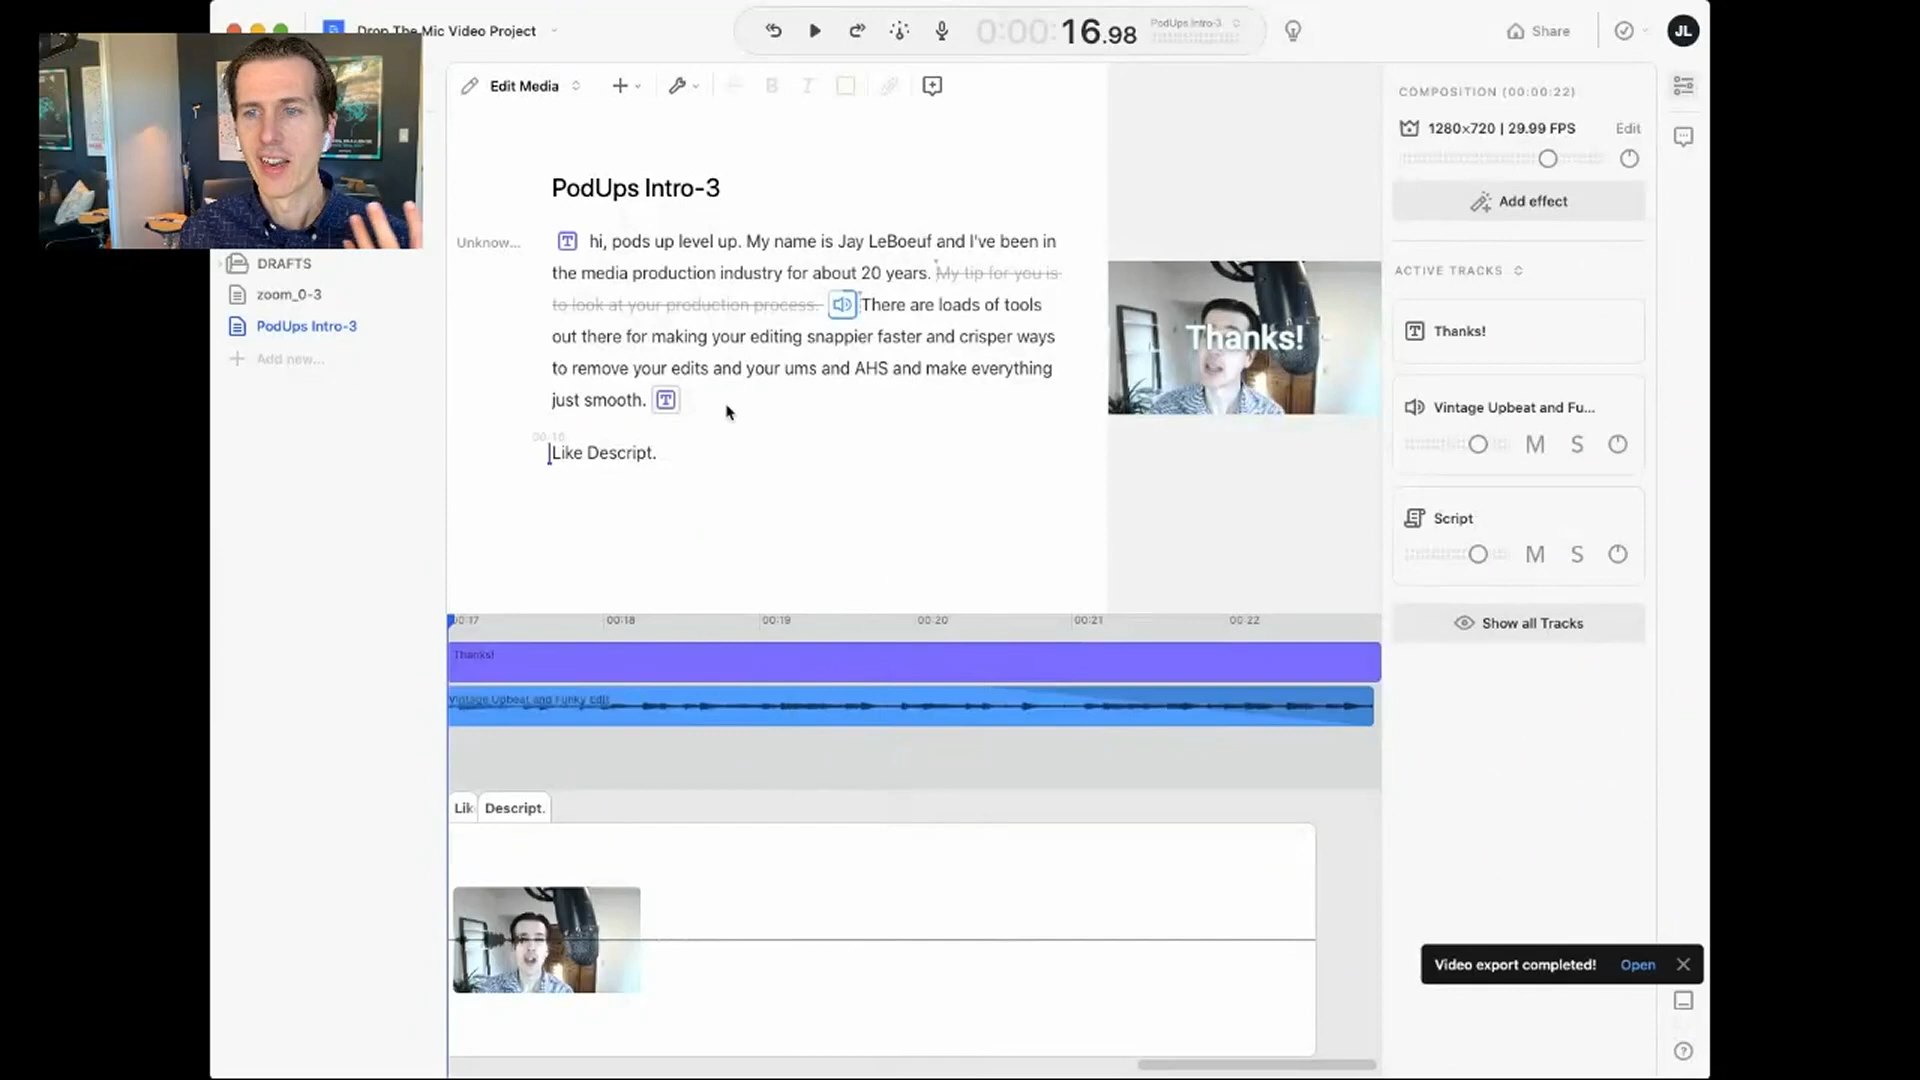 Drop The Mic Video Project
0:00:16.98
PodUps Intro-3
Share
JL
Edit Media
B
T
COMPOSITION (00:00:22)
1280×720 | 29.99 FPS
Edit
Add effect
PodUps Intro-3
Unknow...
T hi, pods up level up. My name is Jay LeBoeuf and I've been in
the media production industry for about 20 years. My tip for you is
to look at your production process. There are loads of tools
out there for making your editing snappier faster and crisper ways
to remove your edits and your ums and AHS and make everything
just smooth. T
00:16
Like Descript.
DRAFTS
zoom_0-3
PodUps Intro-3
Add new...
Thanks!
ACTIVE TRACKS
T Thanks!
Vintage Upbeat and Fu...
M S
Script
M S
Show all Tracks
00:17 00:18 00:19 00:20 00:21 00:22
Thanks!
Vintage Upbeat and Funky Edit
Lik Descript.
Video export completed! Open
?